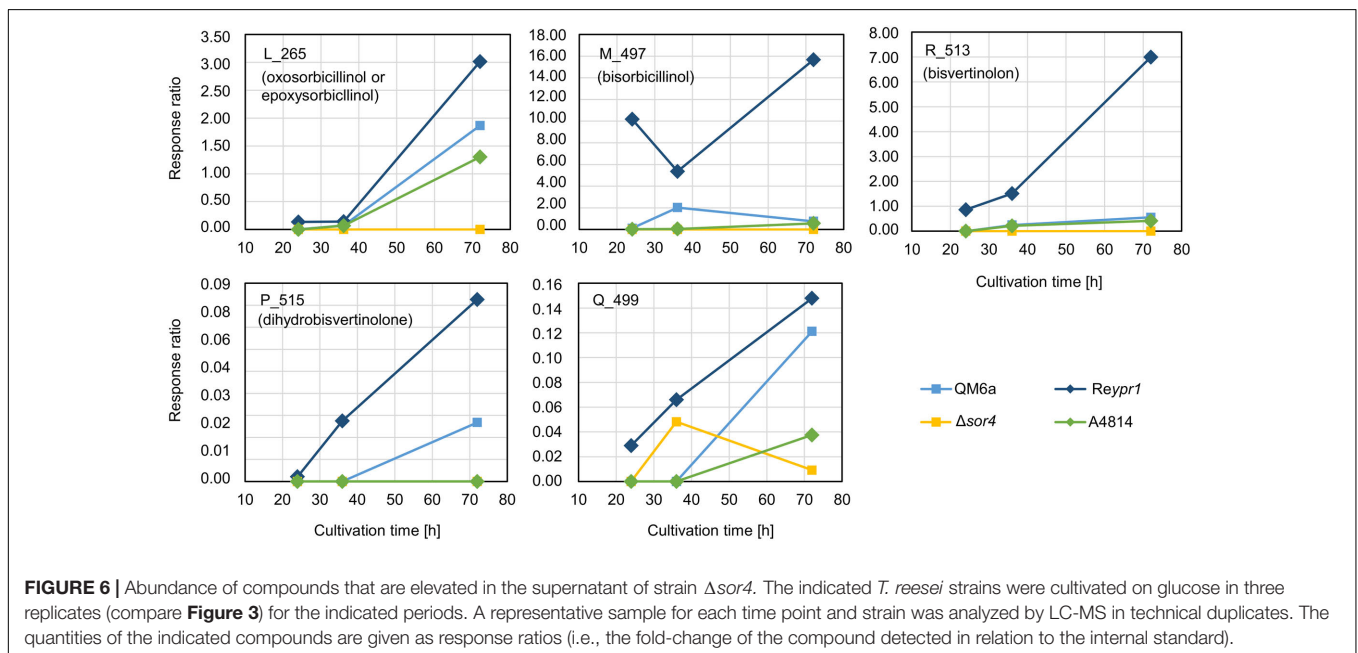 3.50
3.00
2.00
1.50
1.00
0.50
0.00
Response ratio
L_265
(oxosorbicillinol or
epoxysorbicllinol)
10 20 30 40 50 60 70 80
18.00
16.00
14.00
12.00
10.00
8.00
6.00
4.00
2.00
0.00
M_497
(bisorbicillinol)
10 20 30 40 50 60 70 80
8.00
7.00
6.00
5.00
4.00
3.00
2.00
1.00
0.00
R_513
(bisvertinolon)
10 20 30 40 50 60 70 80
Cultivation time [h]
0.09
0.08
0.06
0.04
0.03
0.02
0.01
0.00
Response ratio
P_515
(dihydrobisvertinolone)
10 20 30 40 50 60 70 80
Cultivation time [h]
0.16
0.14
0.12
0.10
0.08
0.06
0.04
0.02
0.00
Q_499
10 20 30 40 50 60 70 80
Cultivation time [h]
QM6a
Reypr1
Δsor4
A4814
FIGURE 6 | Abundance of compounds that are elevated in the supernatant of strain Δsor4. The indicated T. reesei strains were cultivated on glucose in three
replicates (compare Figure 3) for the indicated periods. A representative sample for each time point and strain was analyzed by LC-MS in technical duplicates. The
quantities of the indicated compounds are given as response ratios (i.e., the fold-change of the compound detected in relation to the internal standard).